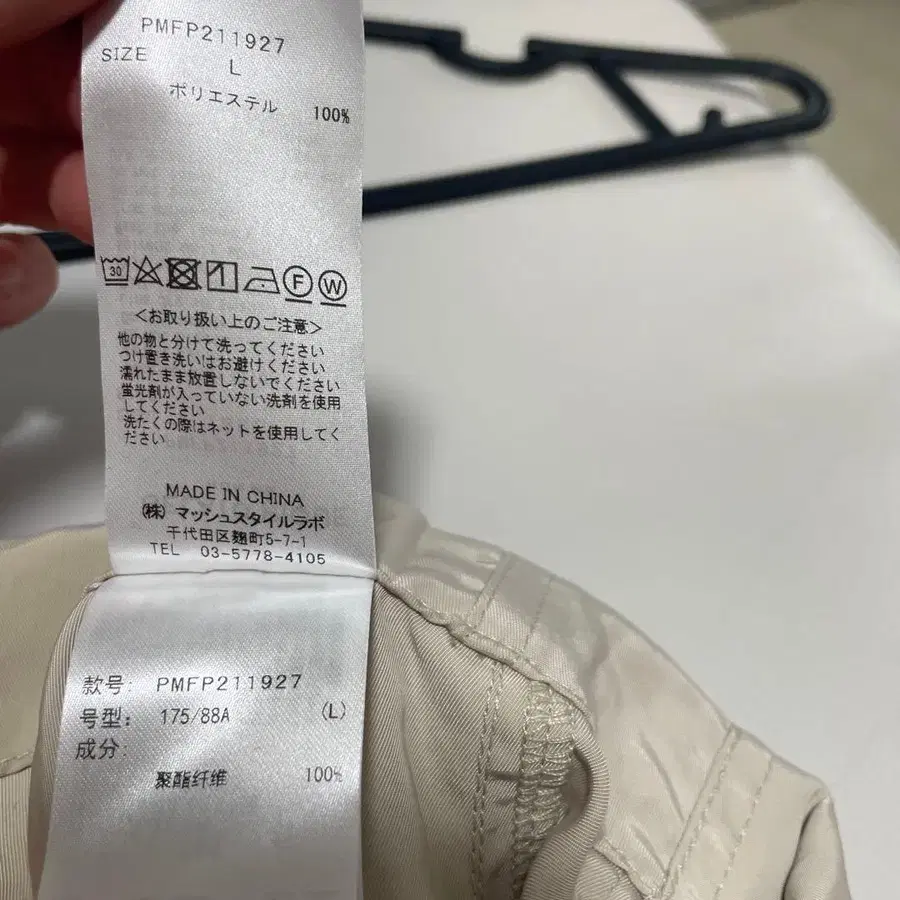 PMFP211927
SIZE L
ポリエステル 100%
30 F W
<お取り扱い上のご注意>
他の物と分けて洗ってください
つけ置き洗いはお避けください
濡れたまま放置しないでください
蛍光剤が入っていない洗剤を使用
してください
洗たくの際はネットを使用してく
ださい
MADE IN CHINA
㈱ マッシュスタイルラボ
千代田区麹町5-7-1
TEL 03-5778-4105
款号: PMFP211927
号型: 175/88A (L)
成分:
聚酯纤维 100%